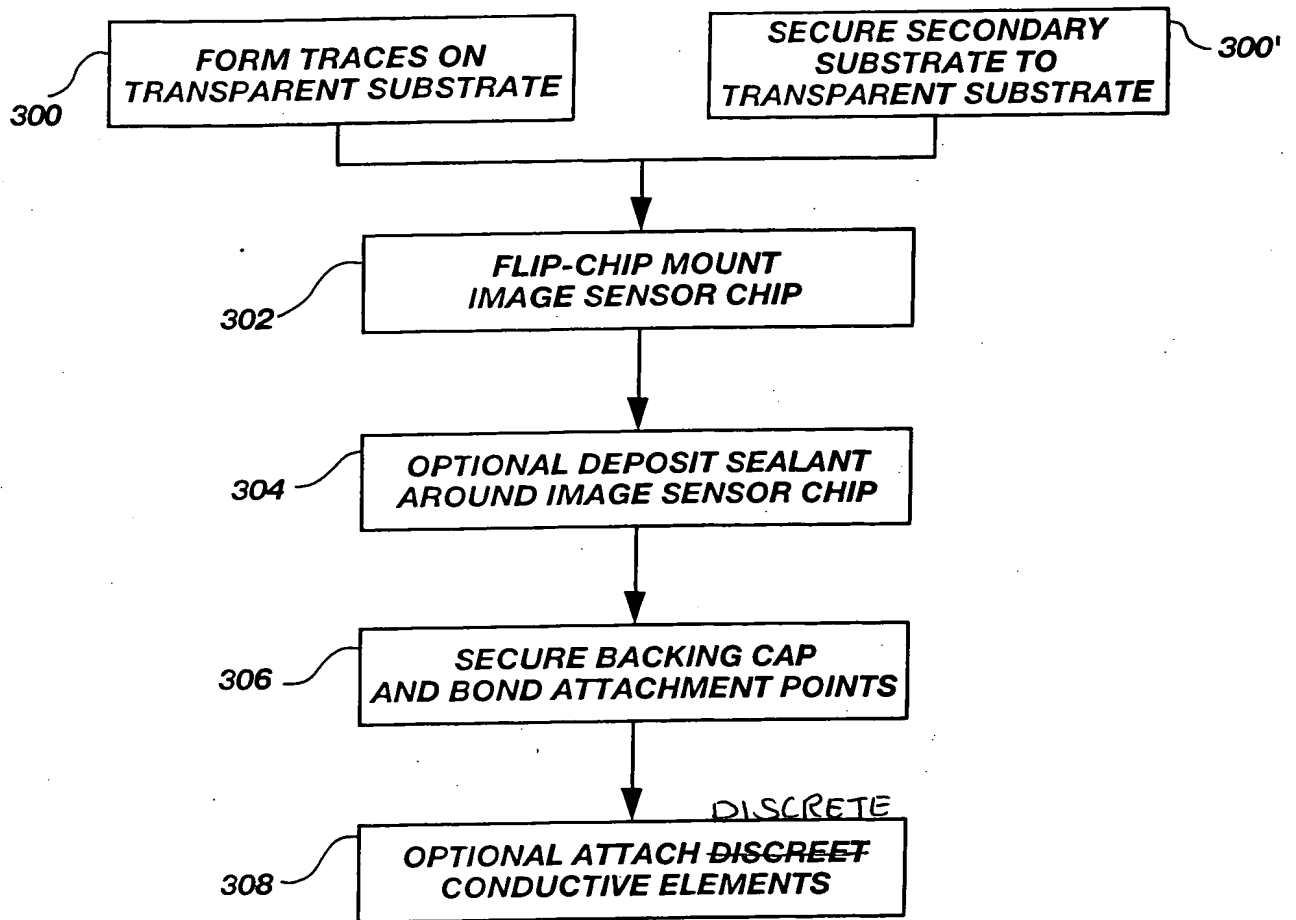 FORM TRACES ON
TRANSPARENT SUBSTRATE
300
SECURE SECONDARY
SUBSTRATE TO
TRANSPARENT SUBSTRATE
300'
FLIP-CHIP MOUNT
IMAGE SENSOR CHIP
302
OPTIONAL DEPOSIT SEALANT
AROUND IMAGE SENSOR CHIP
304
SECURE BACKING CAP
AND BOND ATTACHMENT POINTS
306
DISCRETE
OPTIONAL ATTACH DISCREET
CONDUCTIVE ELEMENTS
308